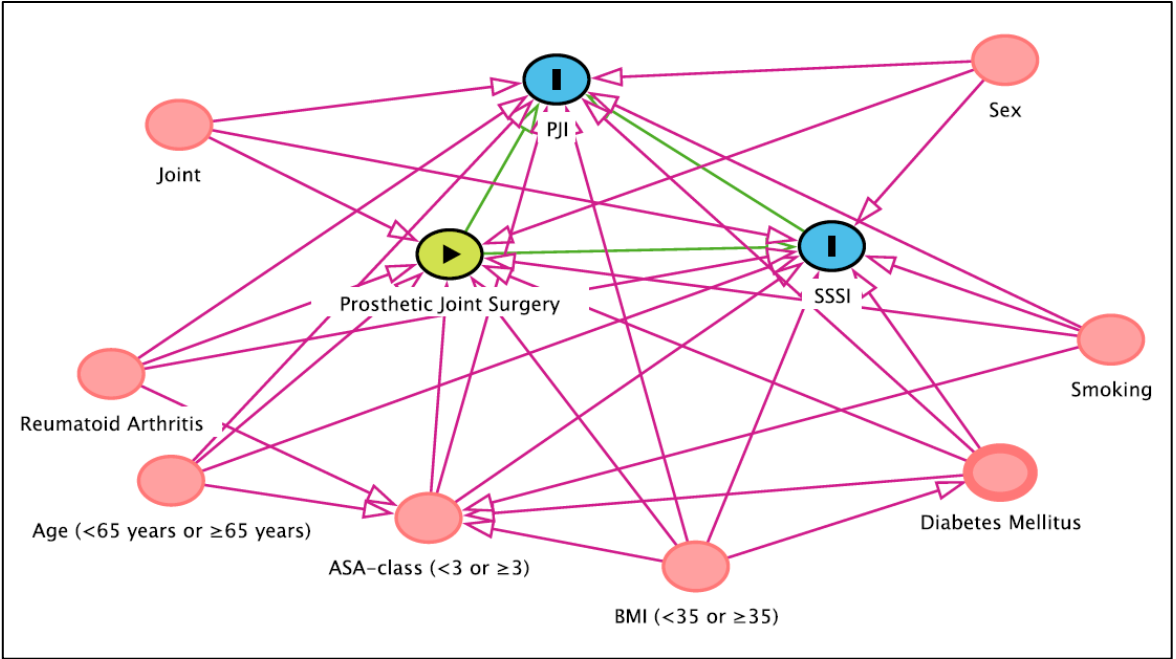 PJI
Sex
Joint
Prosthetic Joint Surgery
SSSI
Smoking
Reumatoid Arthritis
Age (<65 years or ≥65 years)
Diabetes Mellitus
ASA-class (<3 or ≥3)
BMI (<35 or ≥35)